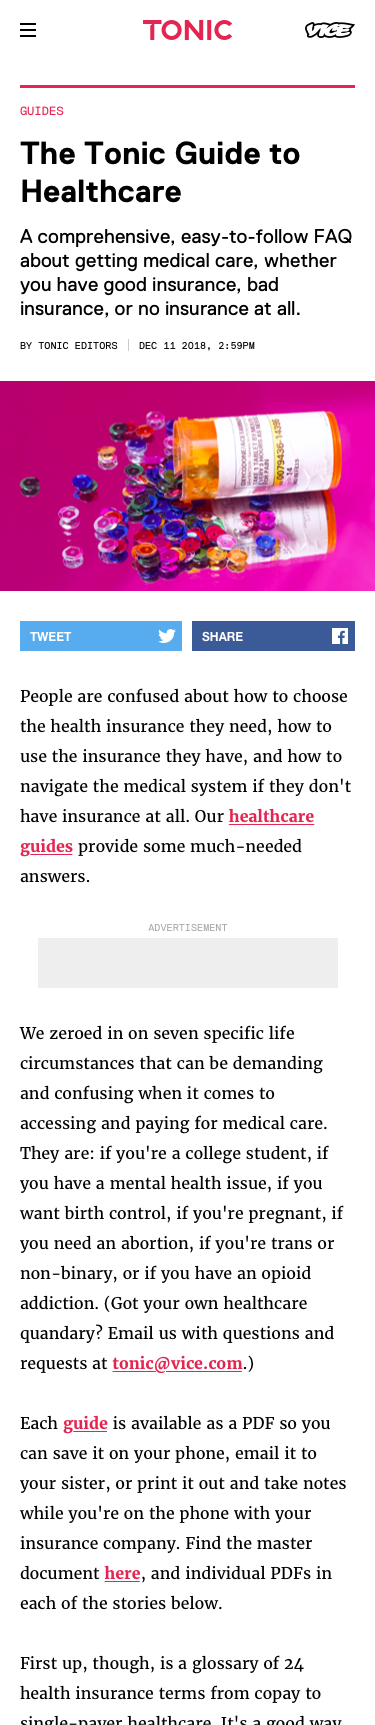 TONIC
VICE
GUIDES
The Tonic Guide to
Healthcare
A comprehensive, easy-to-follow FAQ
about getting medical care, whether
you have good insurance, bad
insurance, or no insurance at all.
BY TONIC EDITORS DEC 11 2018, 2:59PM
TWEET
SHARE
People are confused about how to choose
the health insurance they need, how to
use the insurance they have, and how to
navigate the medical system if they don't
have insurance at all. Our healthcare
guides provide some much-needed
answers.
ADVERTISEMENT
We zeroed in on seven specific life
circumstances that can be demanding
and confusing when it comes to
accessing and paying for medical care.
They are: if you're a college student, if
you have a mental health issue, if you
want birth control, if you're pregnant, if
you need an abortion, if you're trans or
non-binary, or if you have an opioid
addiction. (Got your own healthcare
quandary? Email us with questions and
requests at tonic@vice.com.)
Each guide is available as a PDF so you
can save it on your phone, email it to
your sister, or print it out and take notes
while you're on the phone with your
insurance company. Find the master
document here, and individual PDFs in
each of the stories below.
First up, though, is a glossary of 24
health insurance terms from copay to
single-payer healthcare. It's a good way